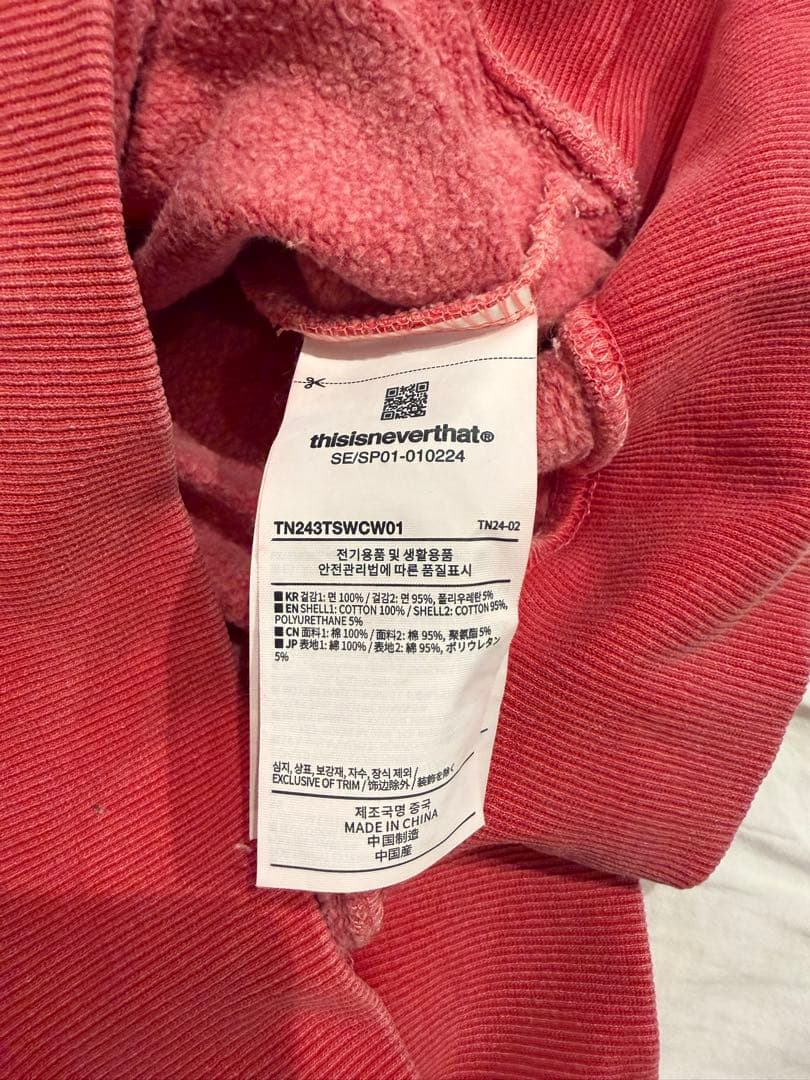 thisisneverthat®
SE/SP01-010224
TN243TSWCW01
TN24-02
전기용품 및 생활용품
안전관리법에 따른 품질표시
■ KR 겉감1: 면 100% / 겉감2: 면 95%, 폴리우레탄 5%
■ EN SHELL1: COTTON 100% / SHELL2: COTTON 95%,
POLYURETHANE 5%
■ CN 面料1: 棉 100% / 面料2: 棉 95%, 聚氨酯 5%
■ JP 表地1: 綿 100% / 表地2: 綿 95%, ポリウレタン
5%
심지, 상표, 보강재, 자수, 장식 제외 /
EXCLUSIVE OF TRIM / 饰边除外 / 装飾を除く
제조국명 중국
MADE IN CHINA
中国制造
中国産